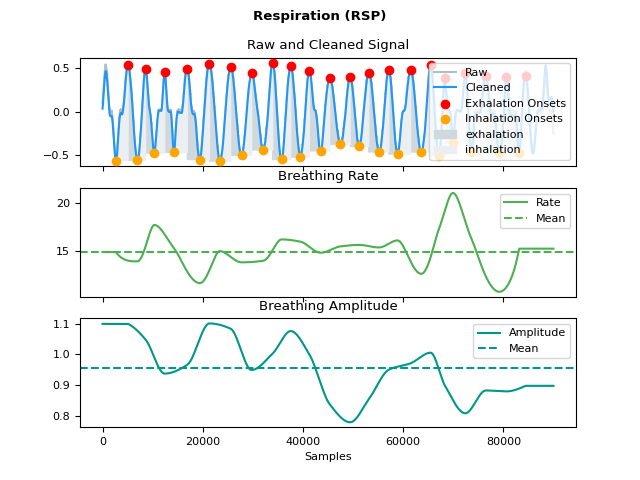 Respiration (RSP)
Raw and Cleaned Signal
0.5
0.0
−0.5
Raw
Cleaned
Exhalation Onsets
Inhalation Onsets
exhalation
inhalation
Breathing Rate
20
15
Rate
Mean
Breathing Amplitude
1.1
1.0
0.9
0.8
Amplitude
Mean
0
20000
40000
60000
80000
Samples